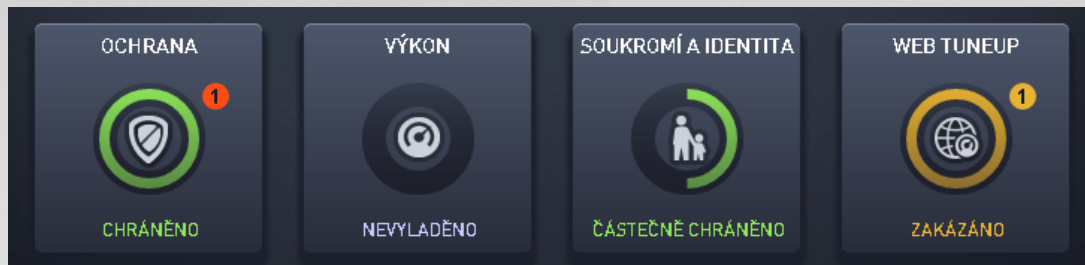 OCHRANA
1
CHRÁNĚNO
VÝKON
NEVYLADĚNO
SOUKROMÍ A IDENTITA
ČÁSTEČNĚ CHRÁNĚNO
WEB TUNEUP
1
ZAKÁZÁNO